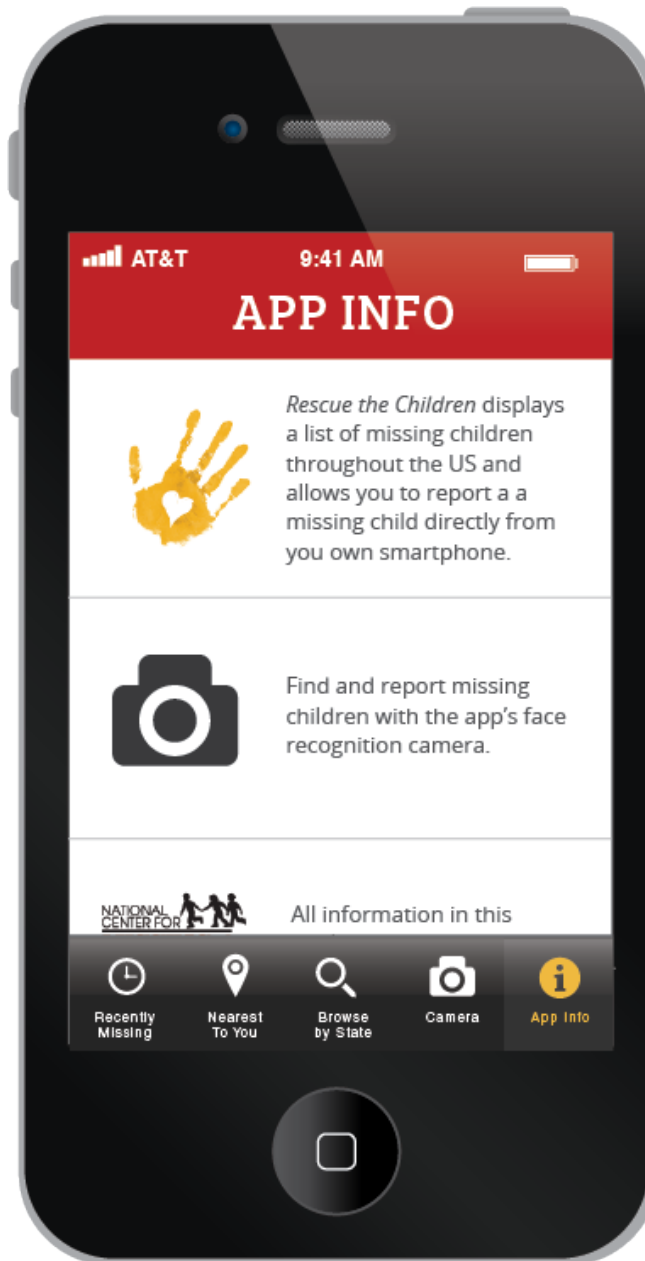 AT&T 9:41 AM
APP INFO
Rescue the Children displays
a list of missing children
throughout the US and
allows you to report a a
missing child directly from
you own smartphone.
Find and report missing
children with the app's face
recognition camera.
NATIONAL
CENTER FOR
All information in this
Recently
Missing
Nearest
To You
Browse
by State
Camera
App Info